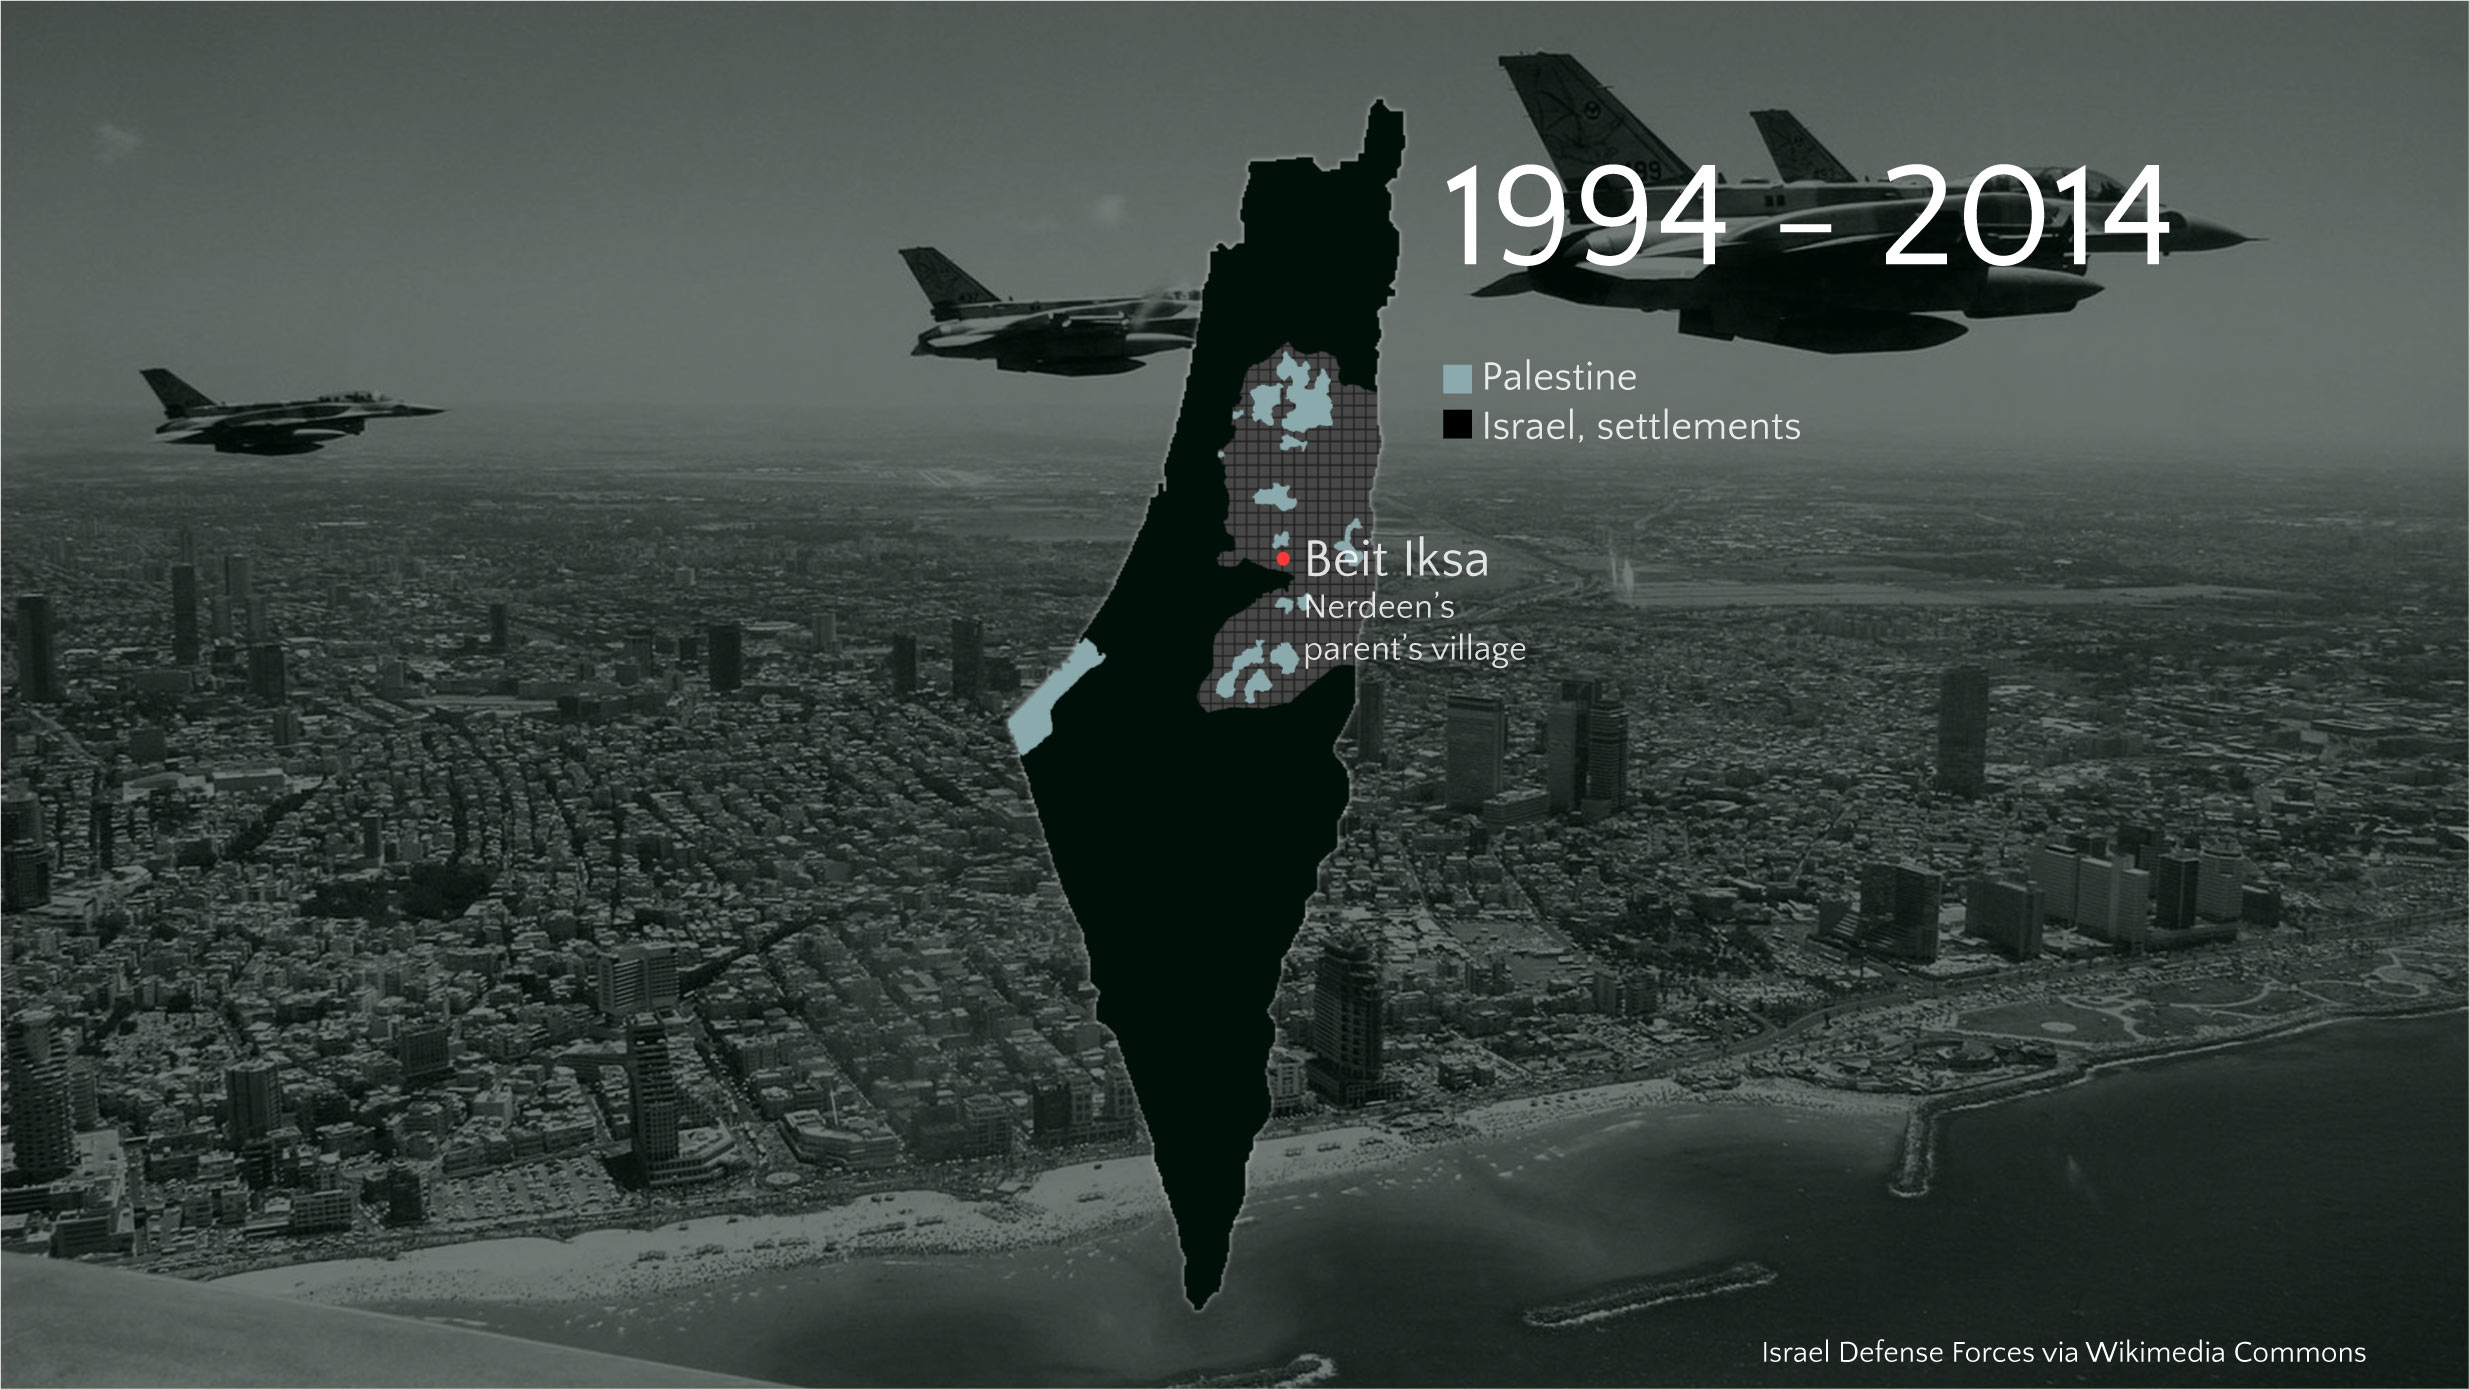 1994 – 2014
Palestine
Israel, settlements
Beit Iksa
Nerdeen’s
parent’s village
Israel Defense Forces via Wikimedia Commons